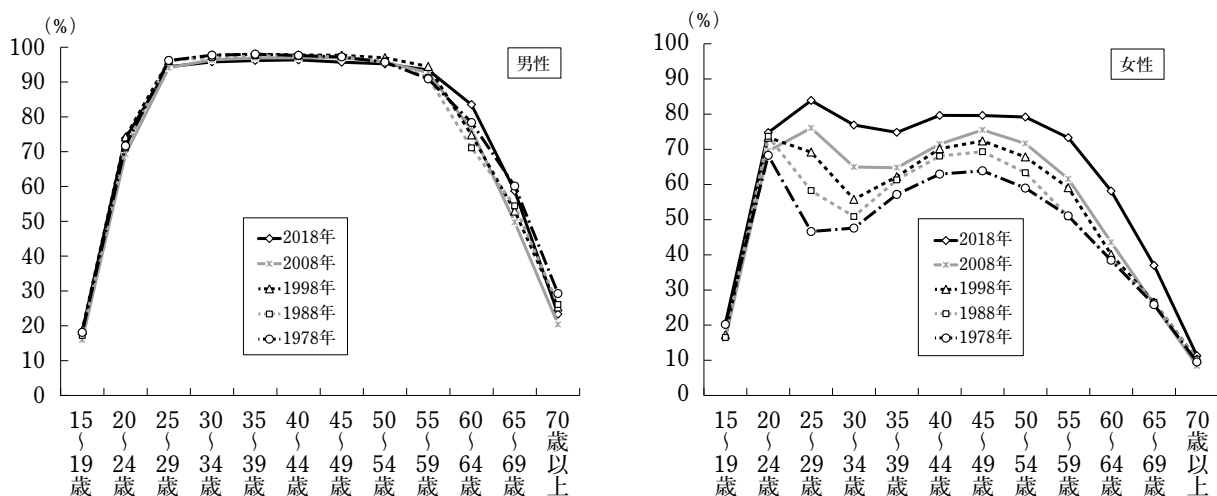 (%)
100
90
80
70
60
50
40
30
20
10
0
男性
2018年
2008年
1998年
1988年
1978年
15〜19歳
20〜24歳
25〜29歳
30〜34歳
35〜39歳
40〜44歳
45〜49歳
50〜54歳
55〜59歳
60〜64歳
65〜69歳
70歳以上
(%)
100
90
80
70
60
50
40
30
20
10
0
女性
2018年
2008年
1998年
1988年
1978年
15〜19歳
20〜24歳
25〜29歳
30〜34歳
35〜39歳
40〜44歳
45〜49歳
50〜54歳
55〜59歳
60〜64歳
65〜69歳
70歳以上